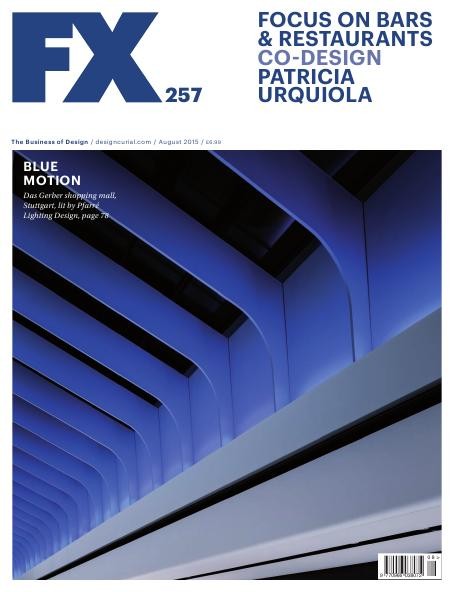 FX 257
FOCUS ON BARS
& RESTAURANTS
CO-DESIGN
PATRICIA
URQUIOLA
The Business of Design / designcurial.com / August 2015 / £6.99
BLUE
MOTION
Das Gerber shopping mall,
Stuttgart, lit by Pfarré
Lighting Design, page 78